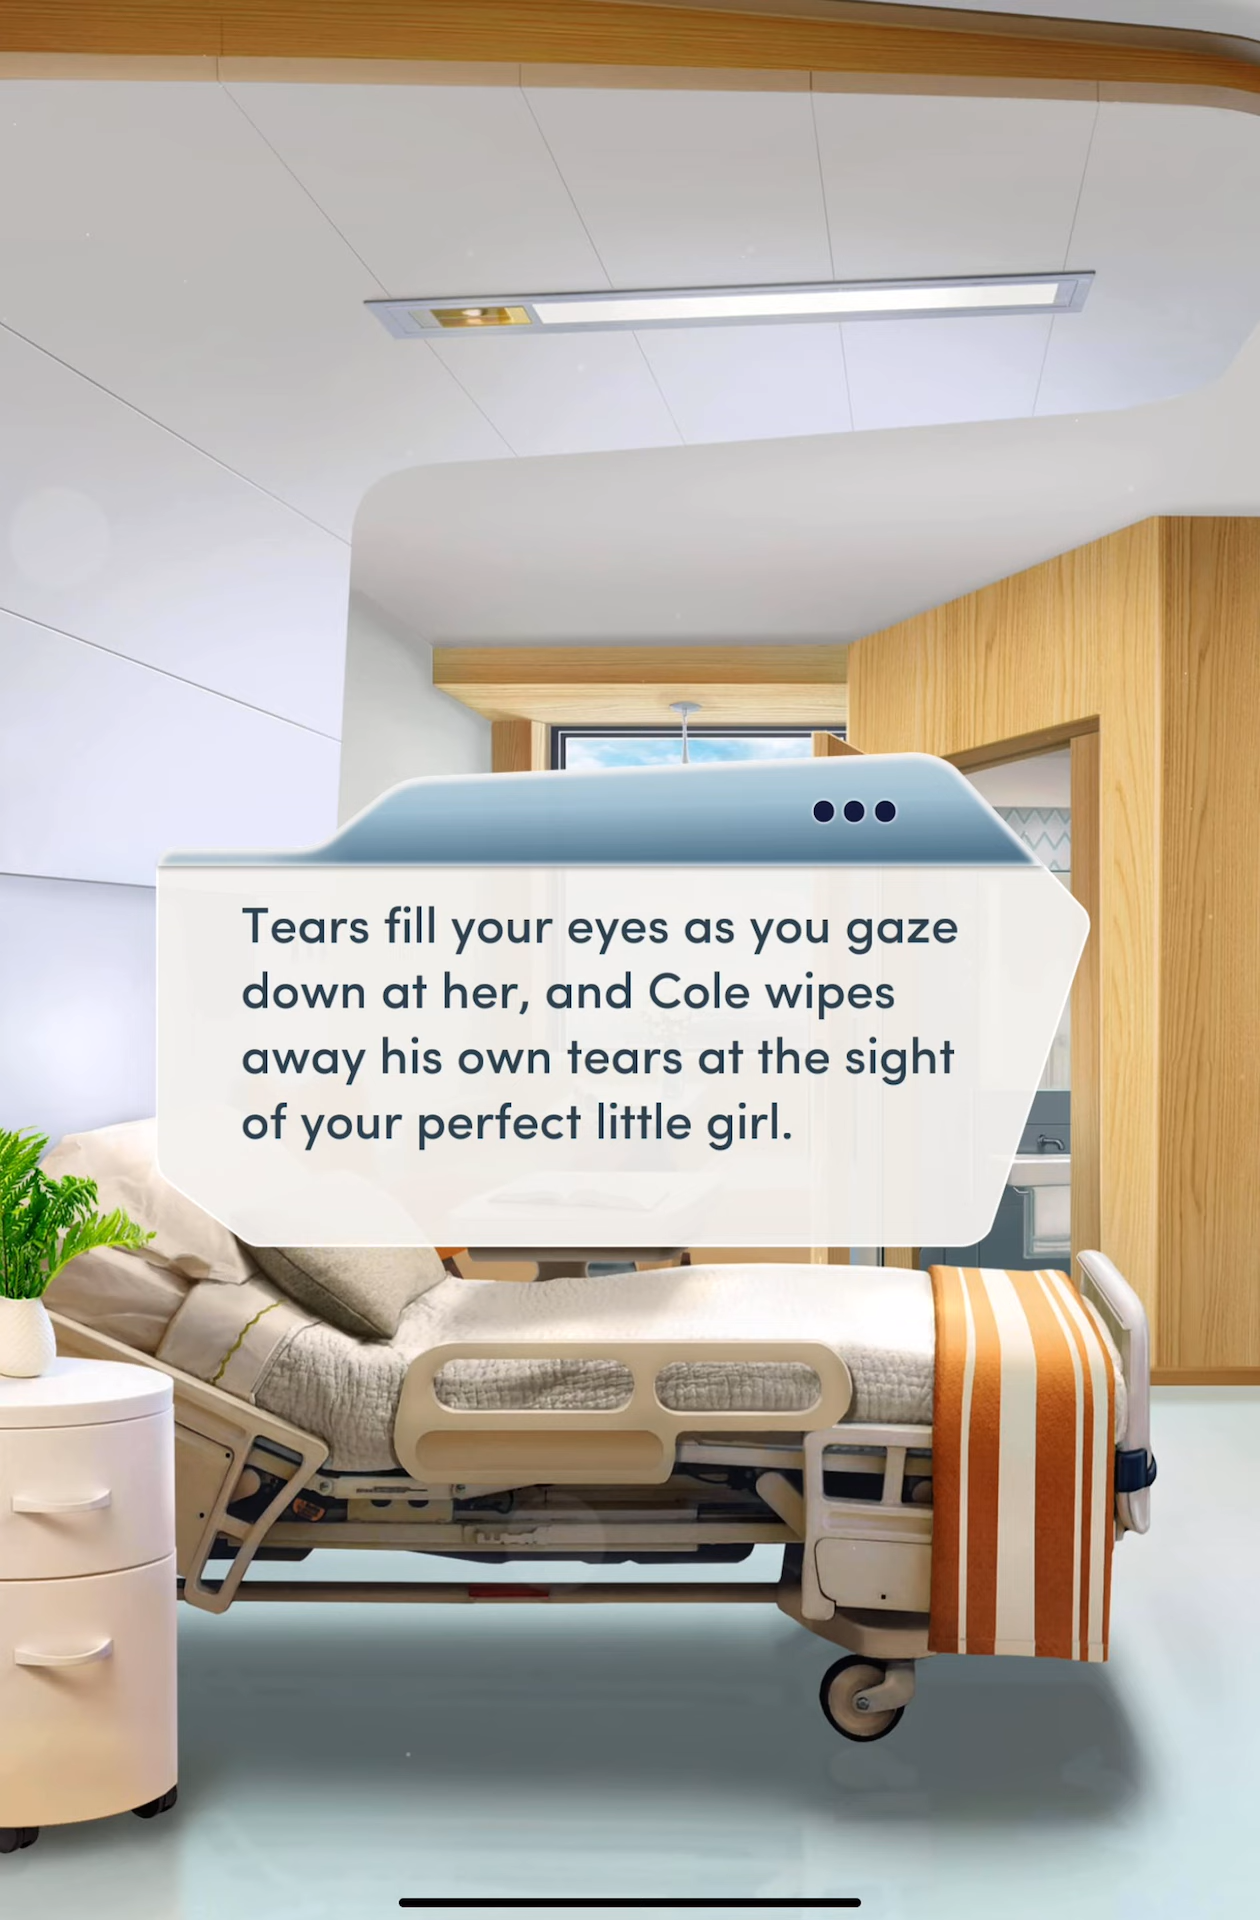 Tears fill your eyes as you gaze
down at her, and Cole wipes
away his own tears at the sight
of your perfect little girl.